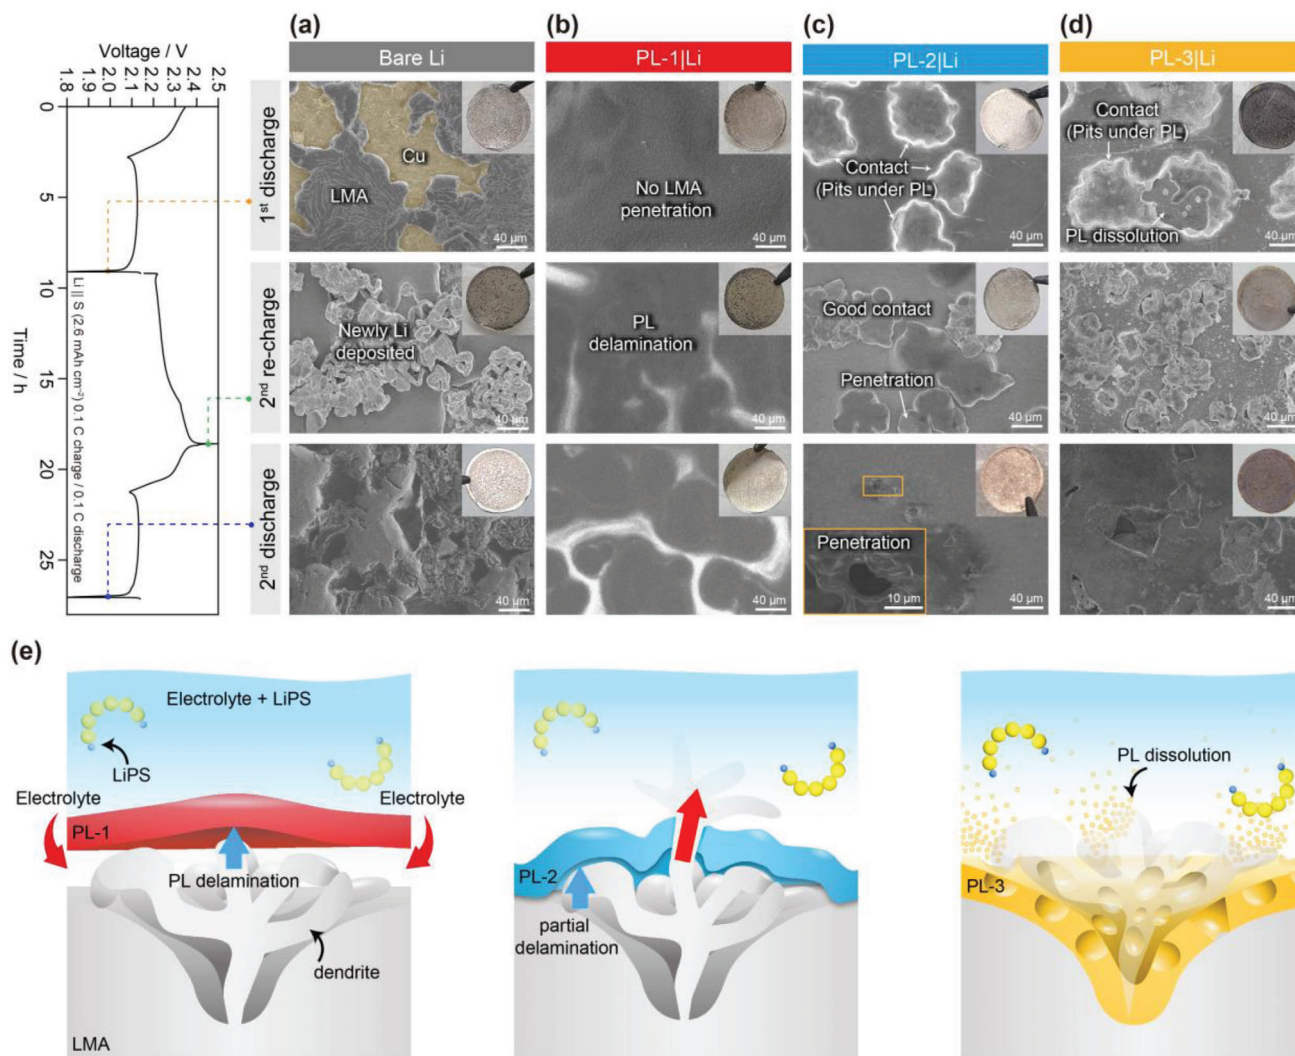 (a)
(b)
(c)
(d)
Bare Li
PL-1|Li
PL-2|Li
PL-3|Li
Voltage / V
1.8
1.9
2.0
2.1
2.2
2.3
2.4
2.5
0
5
10
15
20
25
Time / h
Li || S (2.6 mAh cm⁻²) 0.1 C charge / 0.1 C discharge
1st discharge
Cu
LMA
40 µm
No LMA
penetration
40 µm
Contact
(Pits under PL)
40 µm
Contact
(Pits under PL)
PL dissolution
40 µm
2nd re-charge
Newly Li
deposited
40 µm
PL
delamination
40 µm
Good contact
Penetration
40 µm
40 µm
2nd discharge
40 µm
40 µm
Penetration
10 µm
40 µm
40 µm
(e)
Electrolyte + LiPS
LiPS
Electrolyte
Electrolyte
PL-1
PL delamination
dendrite
LMA
PL-2
partial
delamination
PL dissolution
PL-3